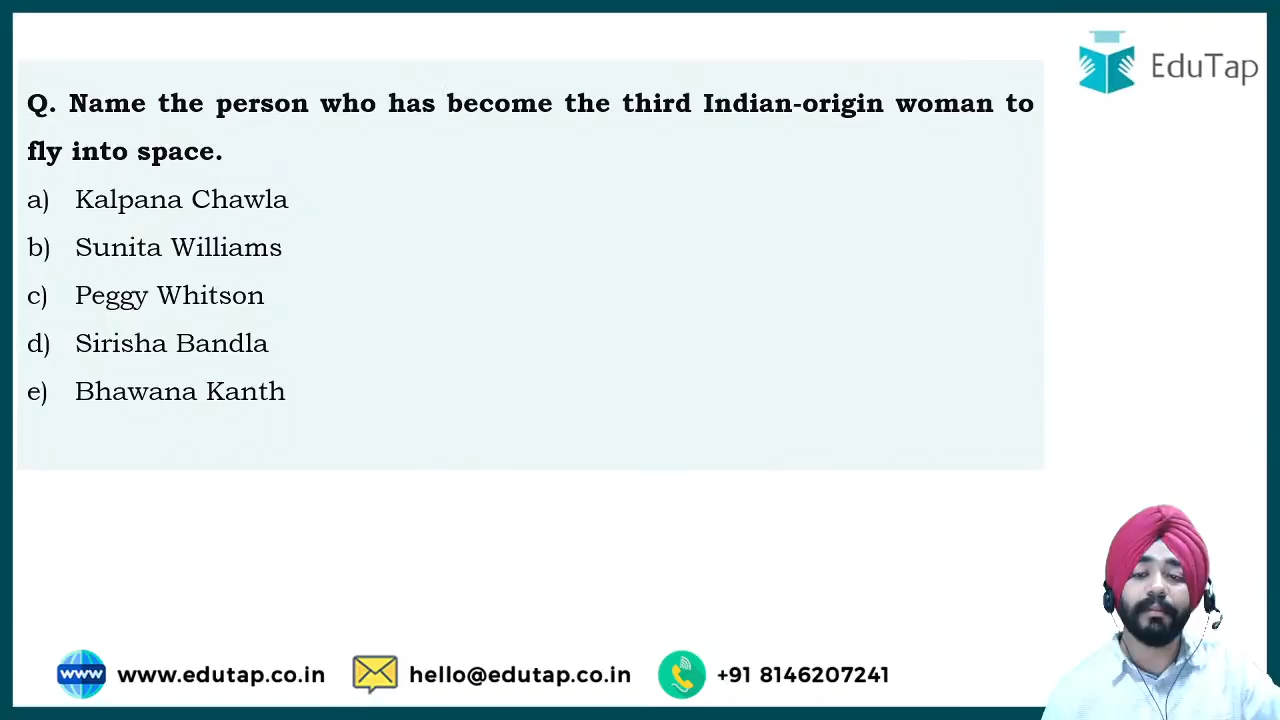 EduTap
Q. Name the person who has become the third Indian-origin woman to
fly into space.
a) Kalpana Chawla
b) Sunita Williams
c) Peggy Whitson
d) Sirisha Bandla
e) Bhawana Kanth
www www.edutap.co.in hello@edutap.co.in +91 8146207241